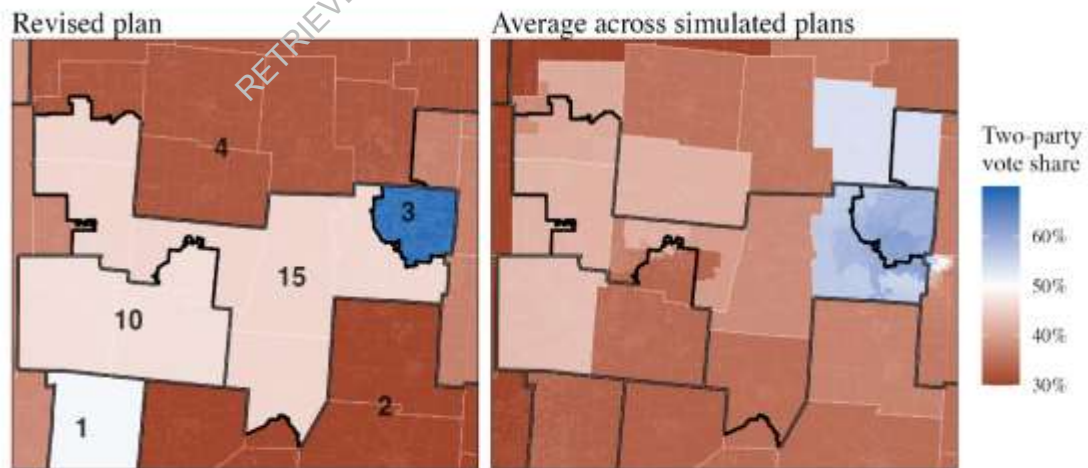 Revised plan
RETRIEV
Average across simulated plans
4
3
15
10
1
2
Two-party
vote share
60%
50%
40%
30%